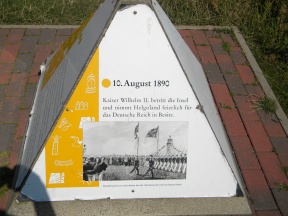 10. August 1890
Kaiser Wilhelm II. betritt die Insel
und nimmt Helgoland feierlich für
das Deutsche Reich in Besitz.